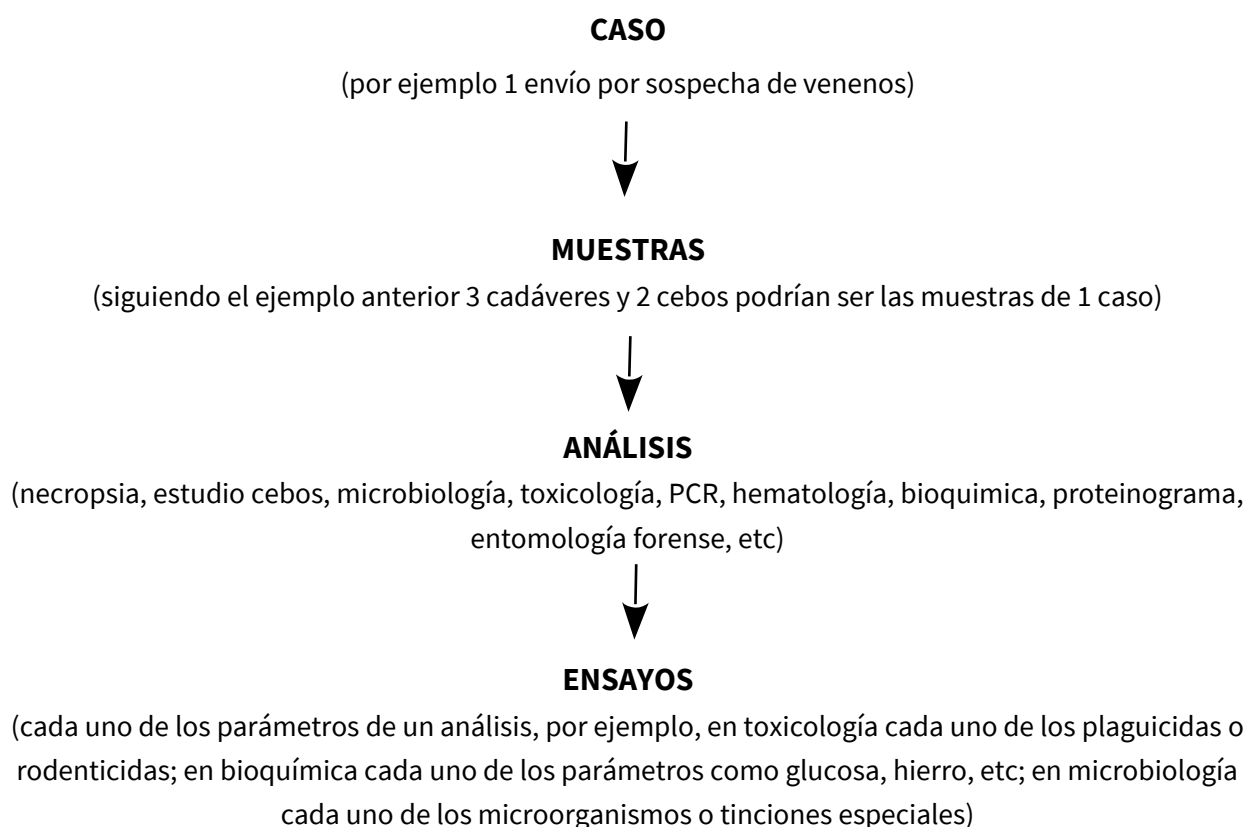 CASO
(por ejemplo 1 envío por sospecha de venenos)
MUESTRAS
(siguiendo el ejemplo anterior 3 cadáveres y 2 cebos podrían ser las muestras de 1 caso)
ANÁLISIS
(necropsia, estudio cebos, microbiología, toxicología, PCR, hematología, bioquimica, proteinograma,
entomología forense, etc)
ENSAYOS
(cada uno de los parámetros de un análisis, por ejemplo, en toxicología cada uno de los plaguicidas o
rodenticidas; en bioquímica cada uno de los parámetros como glucosa, hierro, etc; en microbiología
cada uno de los microorganismos o tinciones especiales)